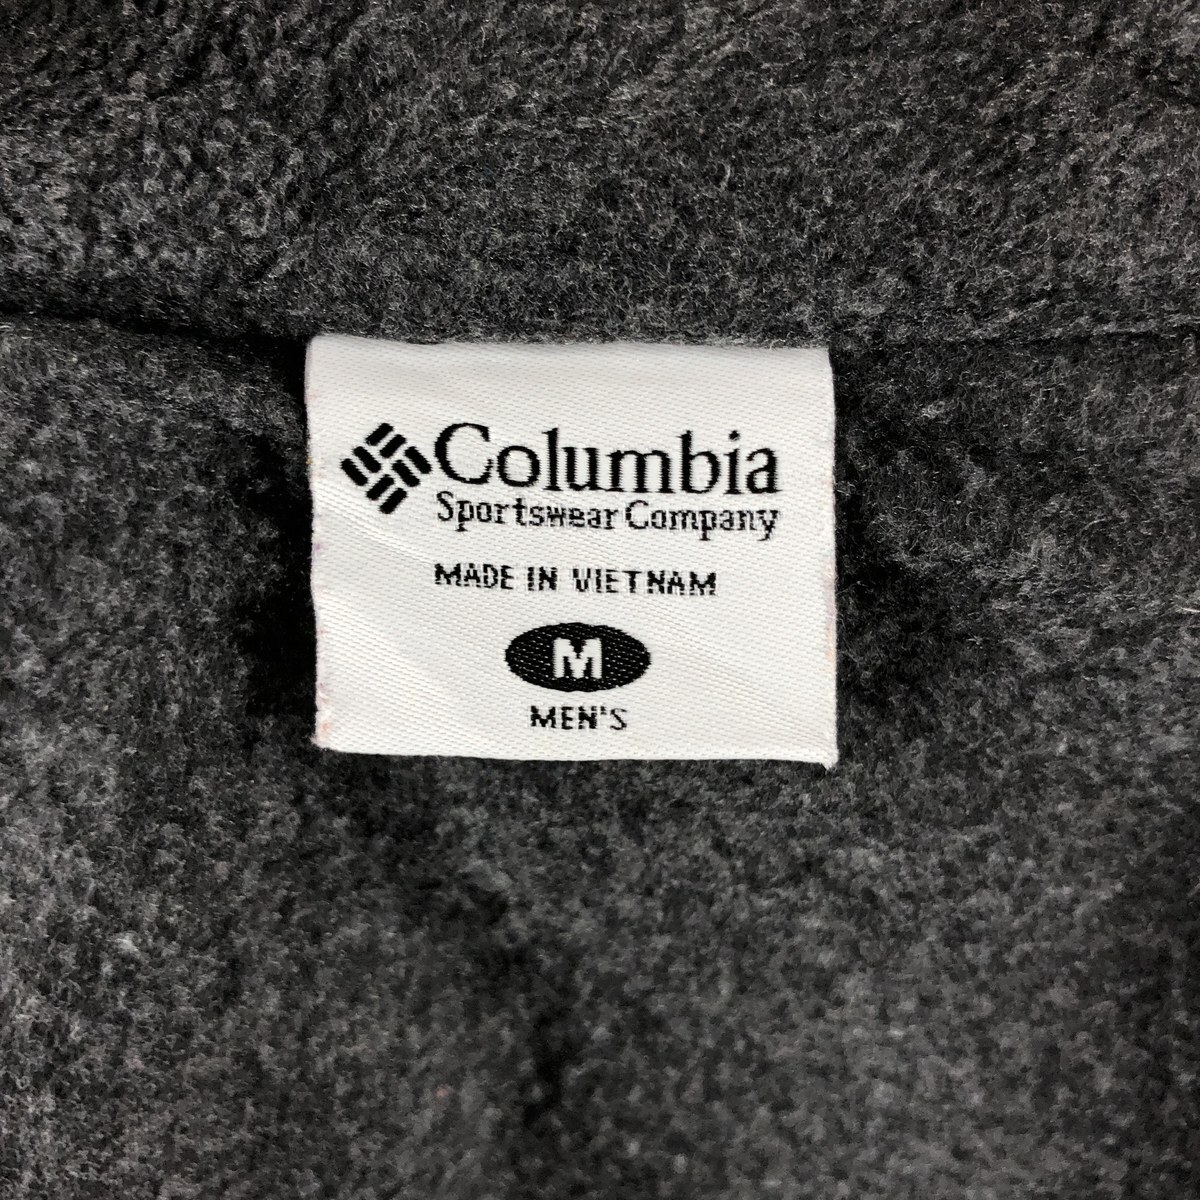 Columbia
Sportswear Company
MADE IN VIETNAM
M
MEN'S